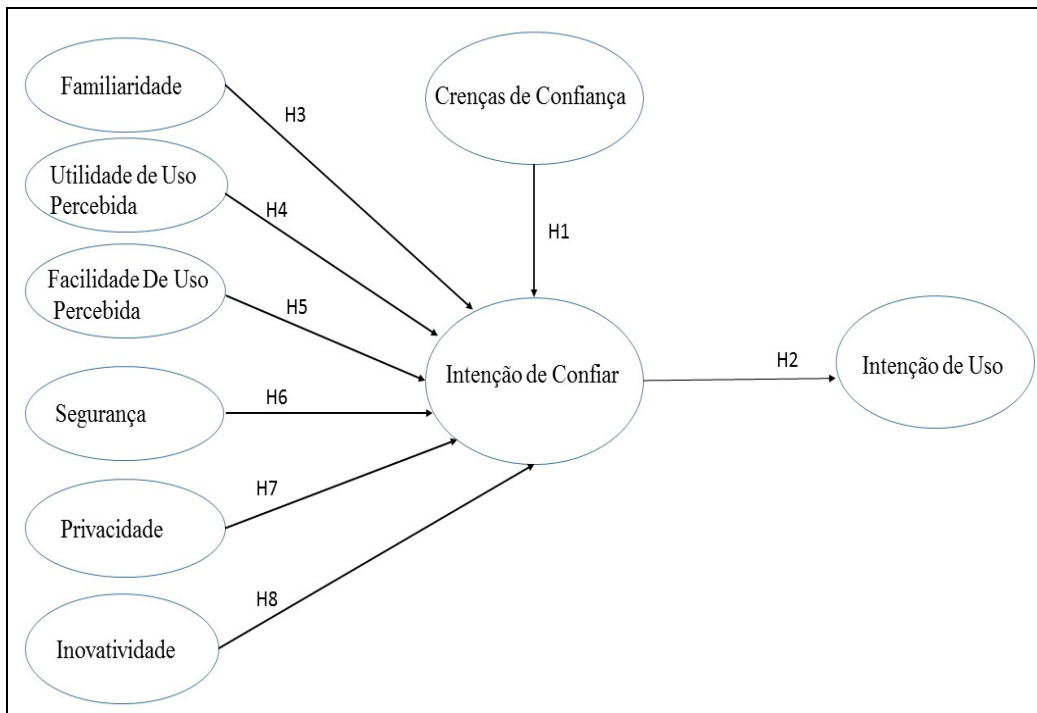 Familiaridade
Crenças de Confiança
H3
Utilidade de Uso
Percebida
H4
H1
Facilidade De Uso
Percebida
H5
Intenção de Confiar
H2
Intenção de Uso
Segurança
H6
H7
Privacidade
H8
Inovatividade